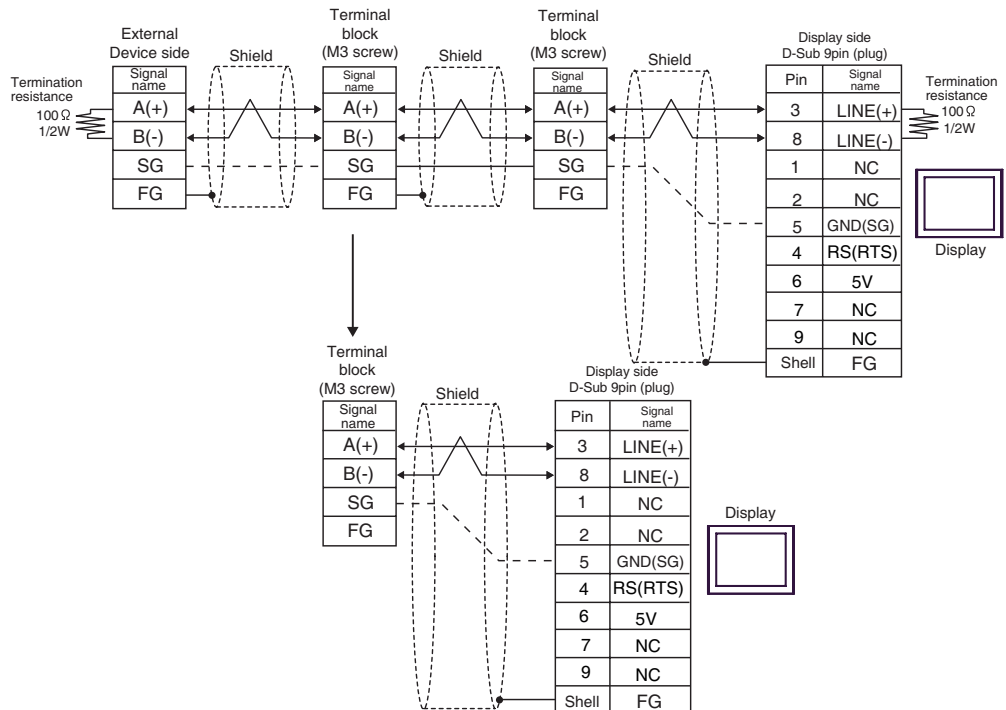 External
Device side
Shield
Terminal
block
(M3 screw)
Shield
Terminal
block
(M3 screw)
Shield
Display side
D-Sub 9pin (plug)
Termination
resistance
100 Ω
1/2W
Signal
name
A(+)
B(-)
SG
FG
Signal
name
A(+)
B(-)
SG
FG
Signal
name
A(+)
B(-)
SG
FG
Pin Signal
name
3 LINE(+)
8 LINE(-)
1 NC
2 NC
5 GND(SG)
4 RS(RTS)
6 5V
7 NC
9 NC
Shell FG
Termination
resistance
100 Ω
1/2W
Display
Terminal
block
(M3 screw)
Shield
Display side
D-Sub 9pin (plug)
Signal
name
A(+)
B(-)
SG
FG
Pin Signal
name
3 LINE(+)
8 LINE(-)
1 NC
2 NC
5 GND(SG)
4 RS(RTS)
6 5V
7 NC
9 NC
Shell FG
Display